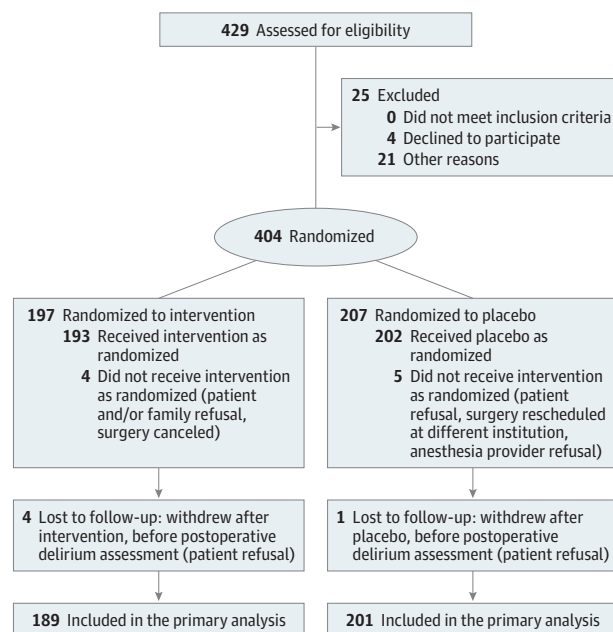 429 Assessed for eligibility
25 Excluded
0 Did not meet inclusion criteria
4 Declined to participate
21 Other reasons
404 Randomized
197 Randomized to intervention
193 Received intervention as
randomized
4 Did not receive intervention
as randomized (patient
and/or family refusal,
surgery canceled)
207 Randomized to placebo
202 Received placebo as
randomized
5 Did not receive intervention
as randomized (patient
refusal, surgery rescheduled
at different institution,
anesthesia provider refusal)
4 Lost to follow-up: withdrew after
intervention, before postoperative
delirium assessment (patient refusal)
1 Lost to follow-up: withdrew after
placebo, before postoperative
delirium assessment (patient refusal)
189 Included in the primary analysis
201 Included in the primary analysis